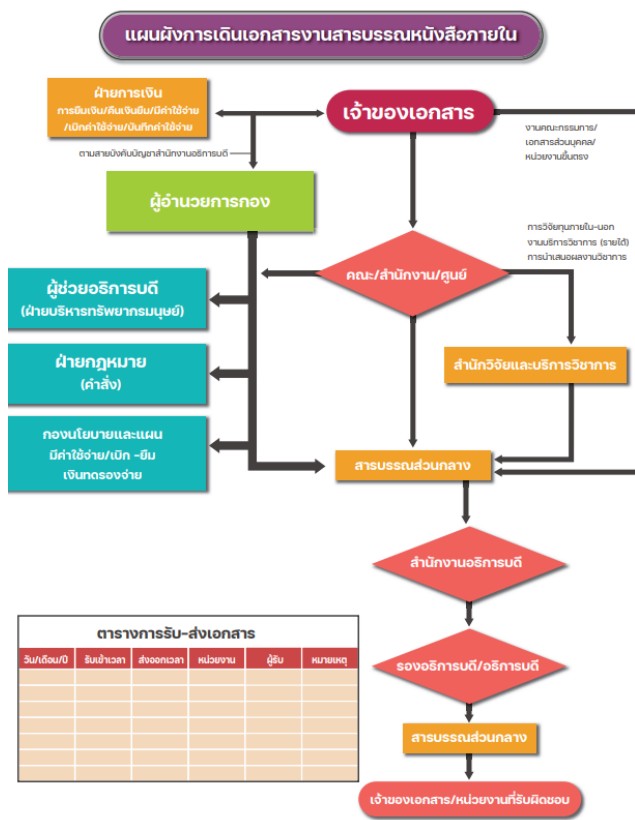 แผนผังการเดินเอกสารงานสารบรรณหนังสือภายใน
ฝ่ายการเงิน
การยืมเงิน/คืนเงินยืม/มีค่าใช้จ่าย
/เบิกค่าใช้จ่าย/บันทึกค่าใช้จ่าย
เจ้าของเอกสาร
งานคณะกรรมการ/
เอกสารส่วนบุคคล/
หน่วยงานขึ้นตรง
ตามสายบังคับบัญชาสำนักงานอธิการบดี
ผู้อำนวยการกอง
การวิจัยทุนภายใน-นอก
งานบริการวิชาการ (รายได้)
การนำเสนอผลงานวิชาการ
คณะ/สำนักงาน/ศูนย์
ผู้ช่วยอธิการบดี
(ฝ่ายบริหารทรัพยากรมนุษย์)
ฝ่ายกฎหมาย
(คำสั่ง)
สำนักวิจัยและบริการวิชาการ
กองนโยบายและแผน
มีค่าใช้จ่าย/เบิก -ยืม
เงินทดรองจ่าย
สารบรรณส่วนกลาง
สำนักงานอธิการบดี
ตารางการรับ-ส่งเอกสาร
วัน/เดือน/ปี รับเข้าเวลา ส่งออกเวลา หน่วยงาน ผู้รับ หมายเหตุ
รองอธิการบดี/อธิการบดี
สารบรรณส่วนกลาง
เจ้าของเอกสาร/หน่วยงานที่รับผิดชอบ